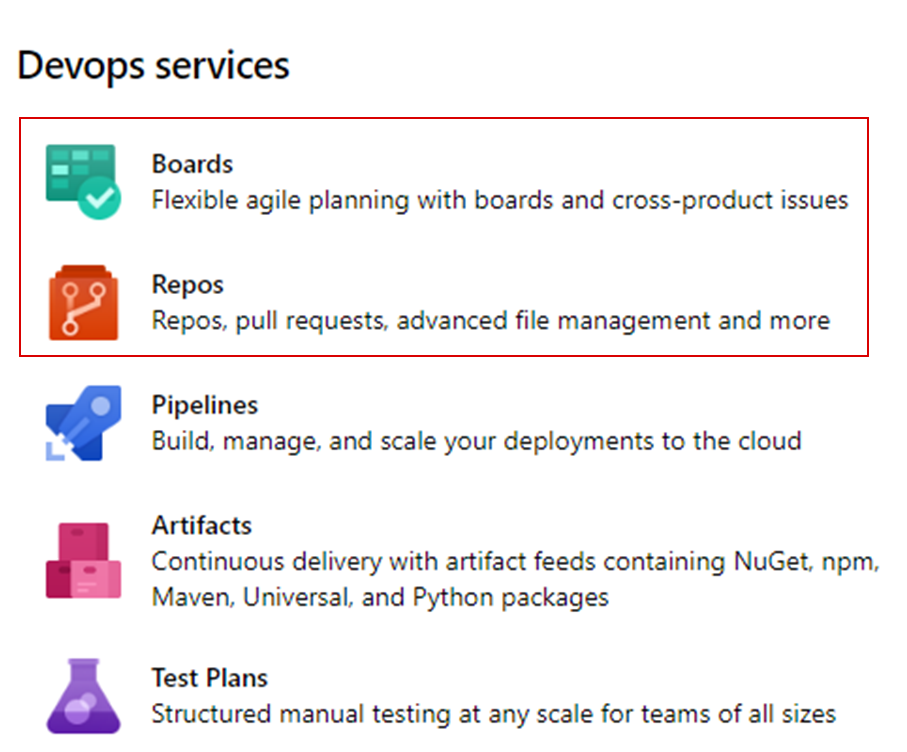 Devops services
Boards
Flexible agile planning with boards and cross-product issues
Repos
Repos, pull requests, advanced file management and more
Pipelines
Build, manage, and scale your deployments to the cloud
Artifacts
Continuous delivery with artifact feeds containing NuGet, npm,
Maven, Universal, and Python packages
Test Plans
Structured manual testing at any scale for teams of all sizes